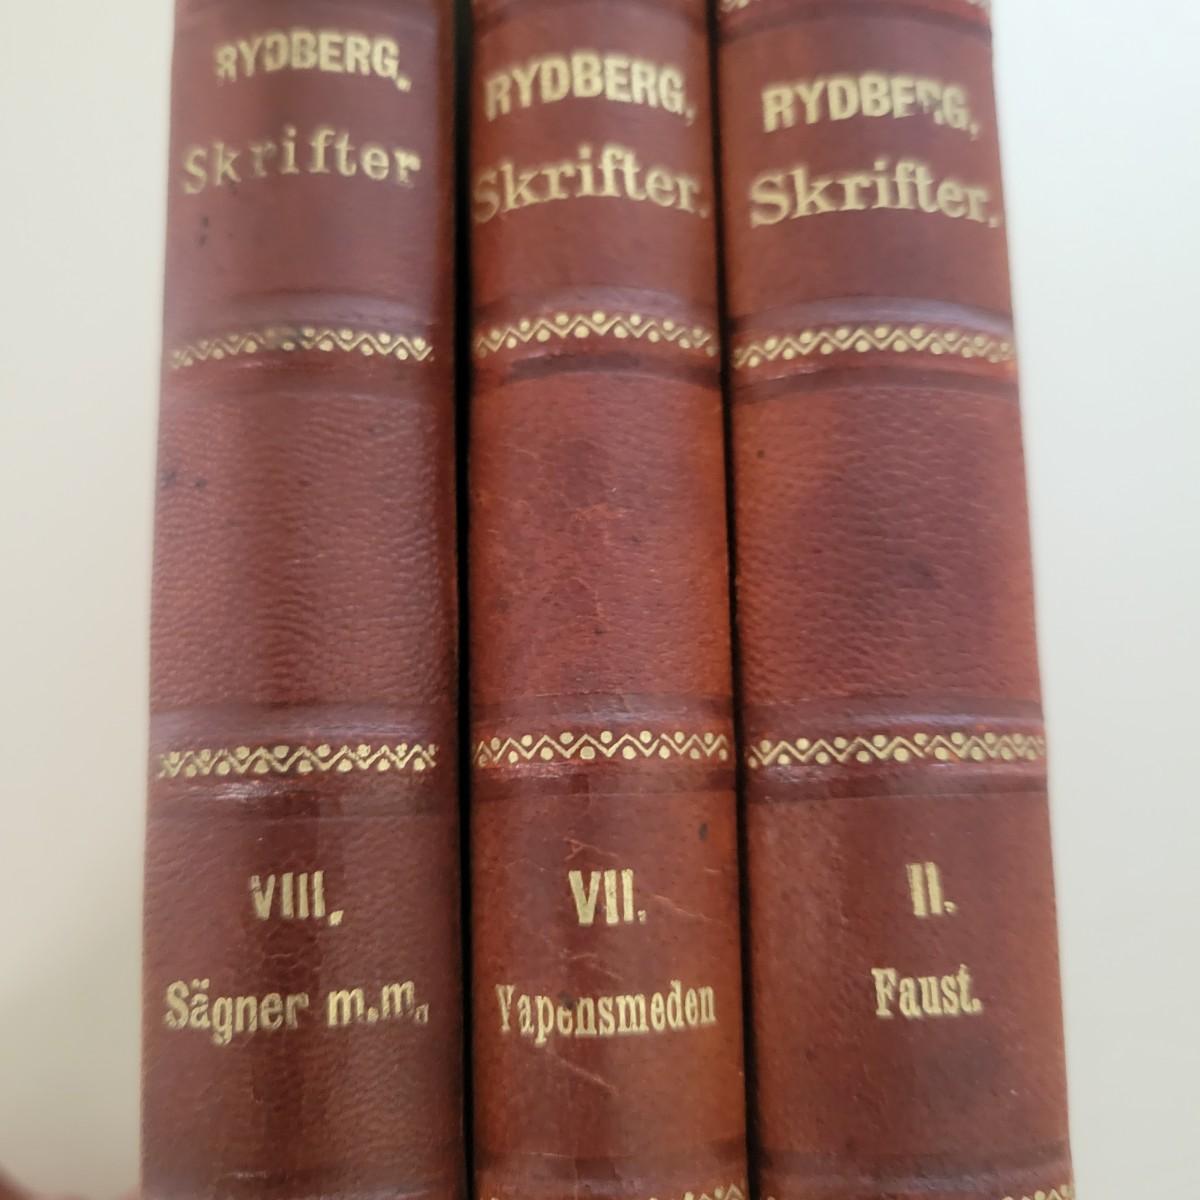 RYDBERG.
Skrifter
VIII.
Sägner m.m.
RYDBERG.
Skrifter.
VII.
Vapensmeden
RYDBERG.
Skrifter.
II.
Faust.